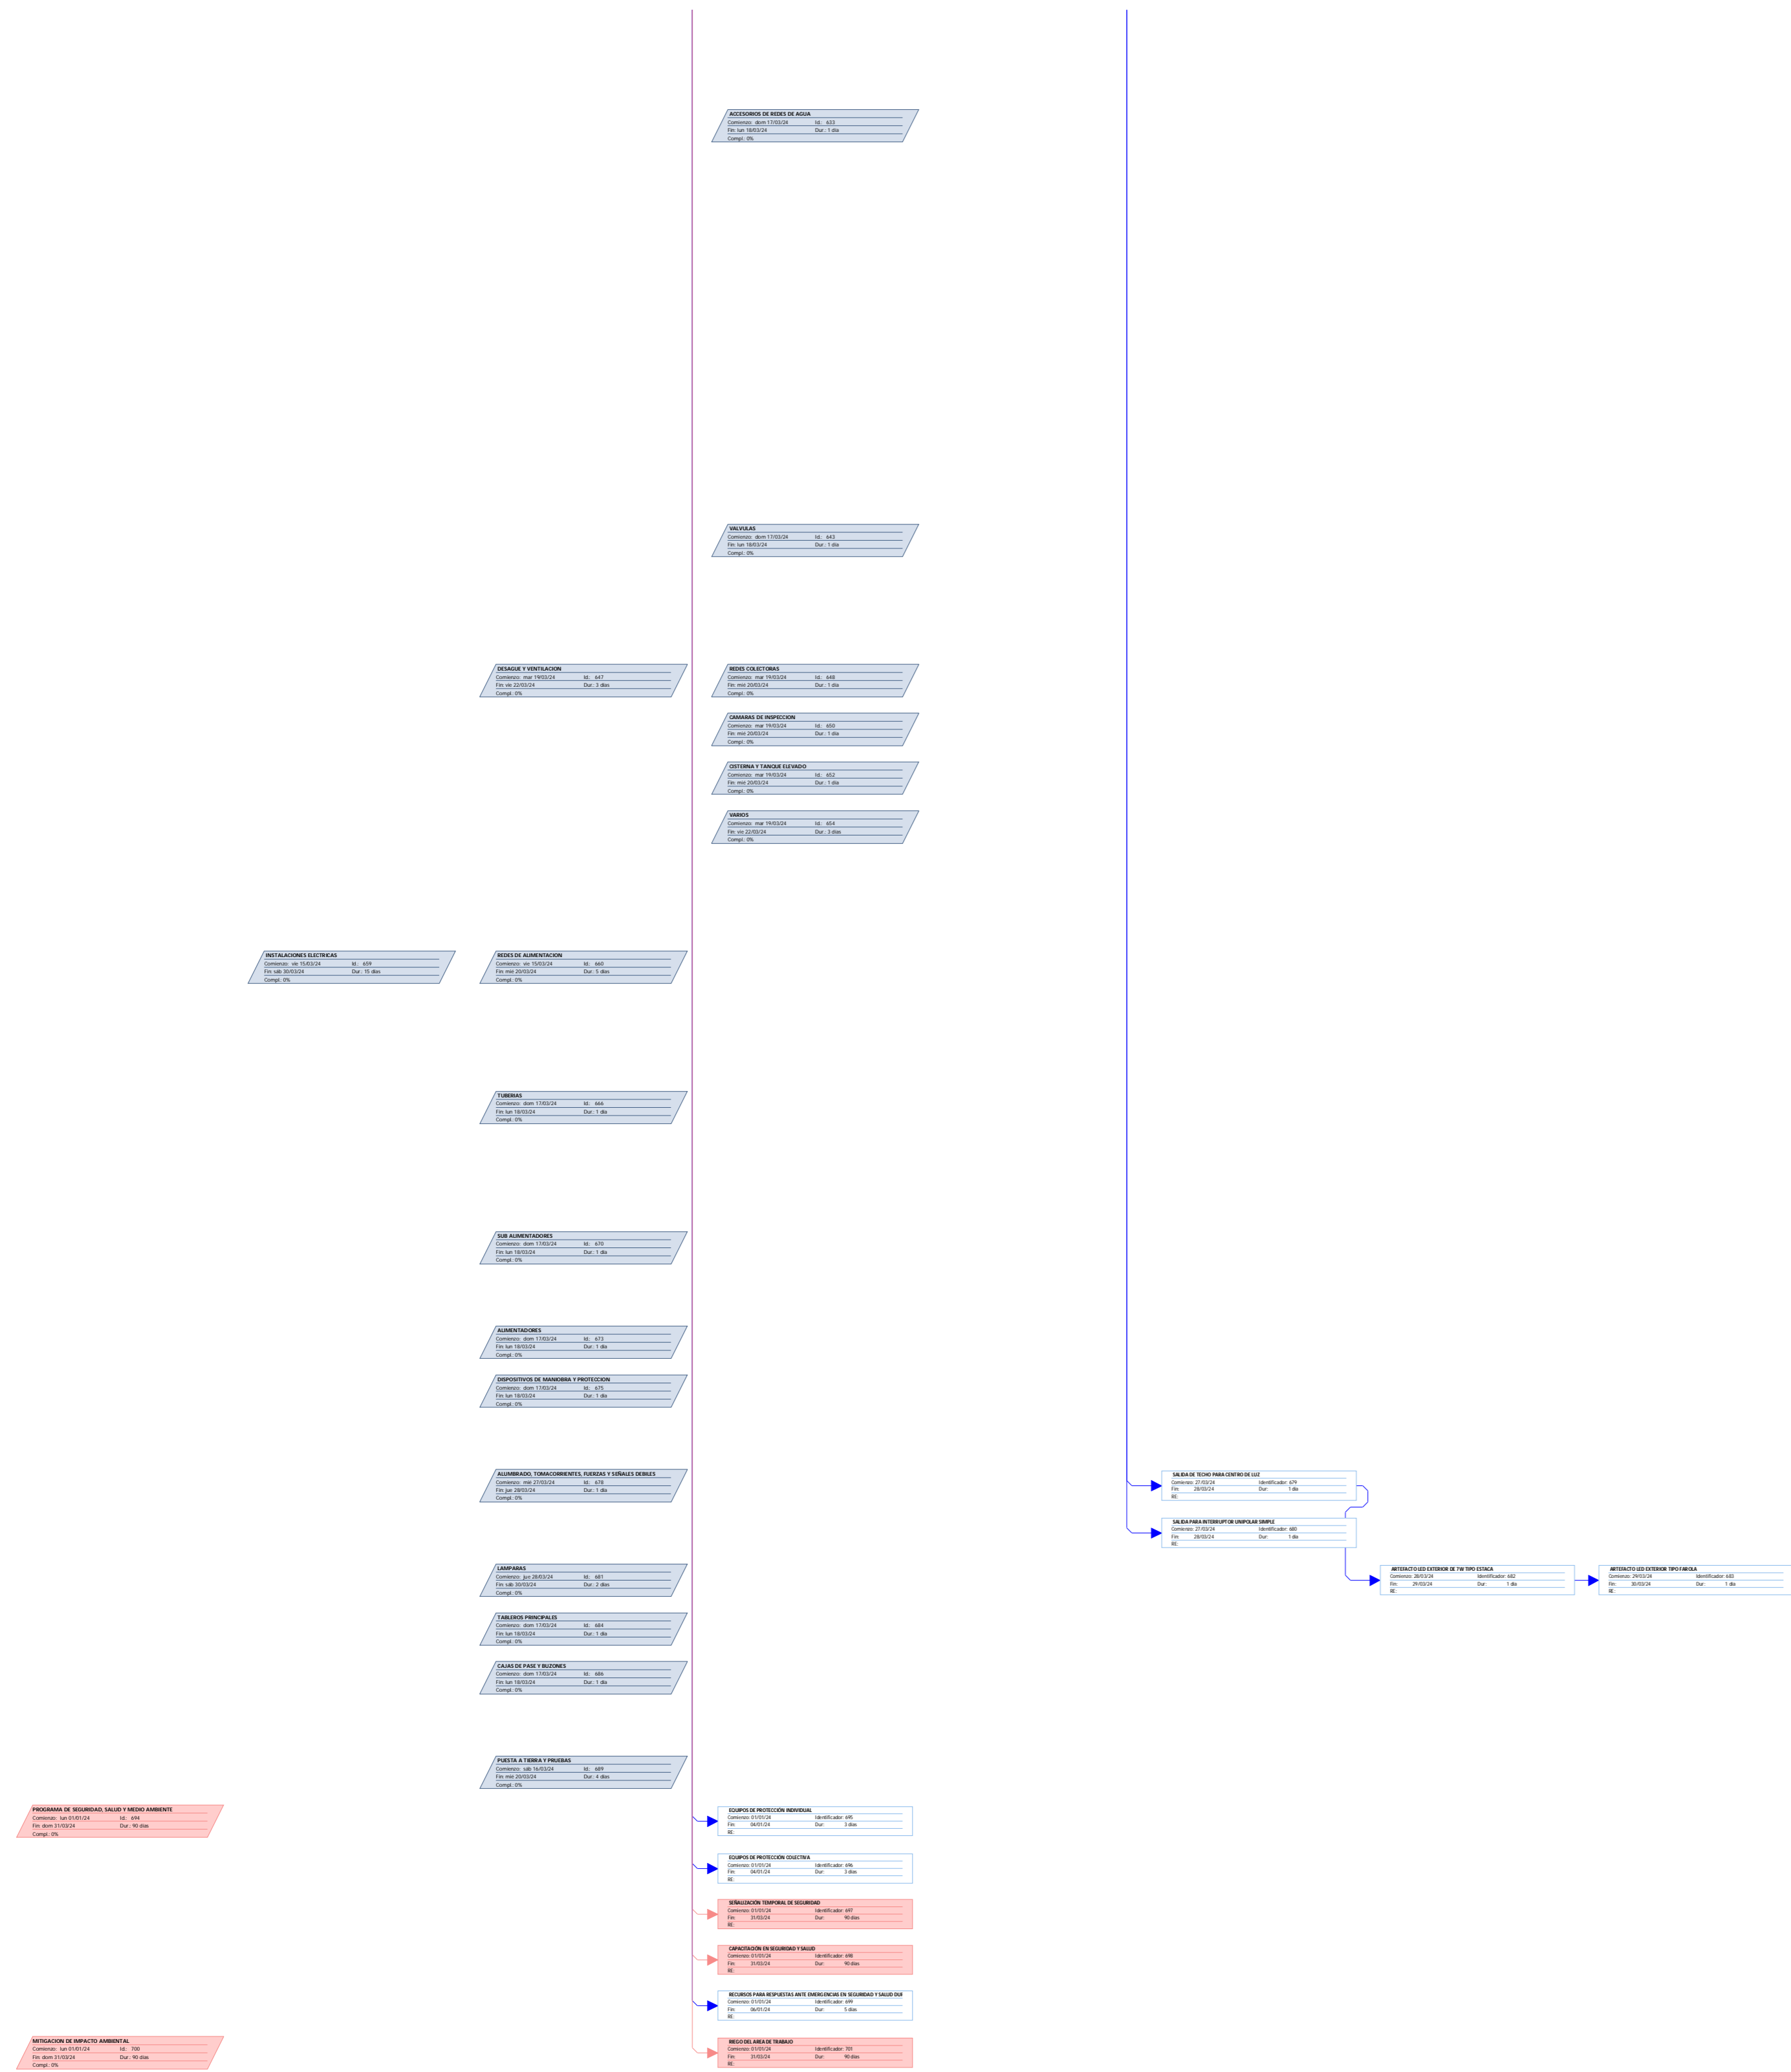 ACCESORIOS DE REDES DE AGUA
Comienzo: dom 17/03/24 Id.: 633
Fin: lun 18/03/24 Dur.: 1 día
Compl.: 0%
VALVULAS
Comienzo: dom 17/03/24 Id.: 643
Fin: lun 18/03/24 Dur.: 1 día
Compl.: 0%
DESAGUE Y VENTILACION
Comienzo: mar 19/03/24 Id.: 647
Fin: vie 22/03/24 Dur.: 3 días
Compl.: 0%
REDES COLECTORAS
Comienzo: mar 19/03/24 Id.: 648
Fin: mié 20/03/24 Dur.: 1 día
Compl.: 0%
CAMARAS DE INSPECCION
Comienzo: mar 19/03/24 Id.: 650
Fin: mié 20/03/24 Dur.: 1 día
Compl.: 0%
CISTERNA Y TANQUE ELEVADO
Comienzo: mar 19/03/24 Id.: 652
Fin: mié 20/03/24 Dur.: 1 día
Compl.: 0%
VARIOS
Comienzo: mar 19/03/24 Id.: 654
Fin: vie 22/03/24 Dur.: 3 días
Compl.: 0%
INSTALACIONES ELECTRICAS
Comienzo: vie 15/03/24 Id.: 659
Fin: sáb 30/03/24 Dur.: 15 días
Compl.: 0%
REDES DE ALIMENTACION
Comienzo: vie 15/03/24 Id.: 660
Fin: mié 20/03/24 Dur.: 5 días
Compl.: 0%
TUBERIAS
Comienzo: dom 17/03/24 Id.: 666
Fin: lun 18/03/24 Dur.: 1 día
Compl.: 0%
SUB ALIMENTADORES
Comienzo: dom 17/03/24 Id.: 670
Fin: lun 18/03/24 Dur.: 1 día
Compl.: 0%
ALIMENTADORES
Comienzo: dom 17/03/24 Id.: 673
Fin: lun 18/03/24 Dur.: 1 día
Compl.: 0%
DISPOSITIVOS DE MANIOBRA Y PROTECCION
Comienzo: dom 17/03/24 Id.: 675
Fin: lun 18/03/24 Dur.: 1 día
Compl.: 0%
ALUMBRADO, TOMACORRIENTES, FUERZAS Y SEÑALES DEBILES
Comienzo: mié 27/03/24 Id.: 678
Fin: jue 28/03/24 Dur.: 1 día
Compl.: 0%
SALIDA DE TECHO PARA CENTRO DE LUZ
Comienzo: 27/03/24 Identificador: 679
Fin: 28/03/24 Dur: 1 día
RE:
SALIDA PARA INTERRUPTOR UNIPOLAR SIMPLE
Comienzo: 27/03/24 Identificador: 680
Fin: 28/03/24 Dur: 1 día
RE:
LAMPARAS
Comienzo: jue 28/03/24 Id.: 681
Fin: sáb 30/03/24 Dur.: 2 días
Compl.: 0%
ARTEFACTO LED EXTERIOR DE 7W TIPO ESTACA
Comienzo: 28/03/24 Identificador: 682
Fin: 29/03/24 Dur: 1 día
RE:
ARTEFACTO LED EXTERIOR TIPO FAROLA
Comienzo: 29/03/24 Identificador: 683
Fin: 30/03/24 Dur: 1 día
RE:
TABLEROS PRINCIPALES
Comienzo: dom 17/03/24 Id.: 684
Fin: lun 18/03/24 Dur.: 1 día
Compl.: 0%
CAJAS DE PASE Y BUZONES
Comienzo: dom 17/03/24 Id.: 686
Fin: lun 18/03/24 Dur.: 1 día
Compl.: 0%
PUESTA A TIERRA Y PRUEBAS
Comienzo: sáb 16/03/24 Id.: 689
Fin: mié 20/03/24 Dur.: 4 días
Compl.: 0%
PROGRAMA DE SEGURIDAD, SALUD Y MEDIO AMBIENTE
Comienzo: lun 01/01/24 Id.: 694
Fin: dom 31/03/24 Dur.: 90 días
Compl.: 0%
EQUIPOS DE PROTECCIÓN INDIVIDUAL
Comienzo: 01/01/24 Identificador: 695
Fin: 04/01/24 Dur: 3 días
RE:
EQUIPOS DE PROTECCIÓN COLECTIVA
Comienzo: 01/01/24 Identificador: 696
Fin: 04/01/24 Dur: 3 días
RE:
SEÑALIZACIÓN TEMPORAL DE SEGURIDAD
Comienzo: 01/01/24 Identificador: 697
Fin: 31/03/24 Dur: 90 días
RE:
CAPACITACIÓN EN SEGURIDAD Y SALUD
Comienzo: 01/01/24 Identificador: 698
Fin: 31/03/24 Dur: 90 días
RE:
RECURSOS PARA RESPUESTAS ANTE EMERGENCIAS EN SEGURIDAD Y SALUD DUR
Comienzo: 01/01/24 Identificador: 699
Fin: 06/01/24 Dur: 5 días
RE:
MITIGACION DE IMPACTO AMBIENTAL
Comienzo: lun 01/01/24 Id.: 700
Fin: dom 31/03/24 Dur.: 90 días
Compl.: 0%
RIEGO DEL AREA DE TRABAJO
Comienzo: 01/01/24 Identificador: 701
Fin: 31/03/24 Dur: 90 días
RE: